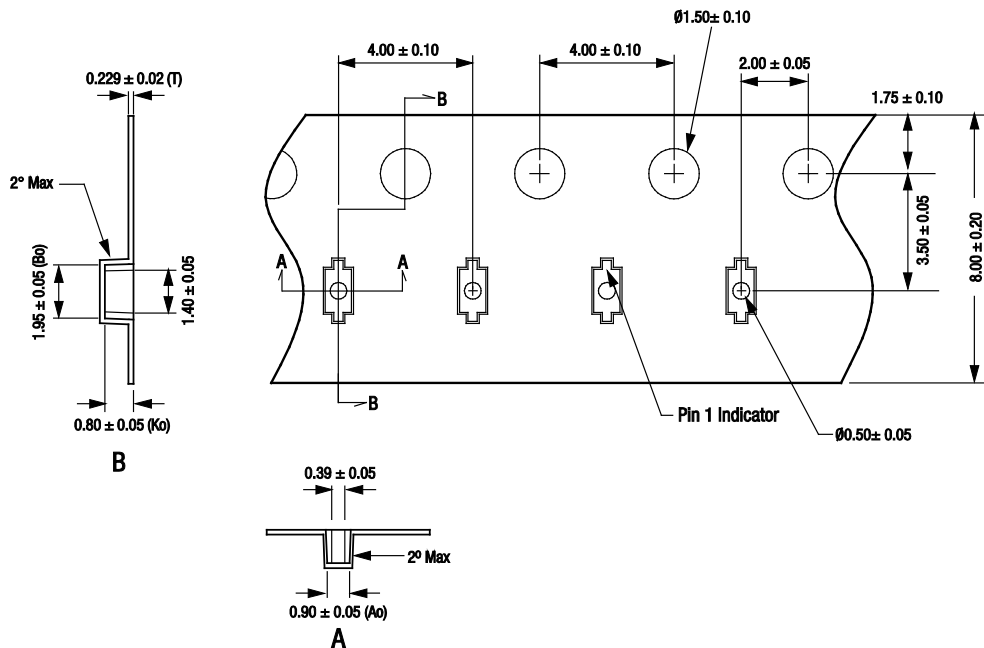 Ø1.50± 0.10
4.00 ± 0.10
4.00 ± 0.10
2.00 ± 0.05
0.229 ± 0.02 (T)
B
1.75 ± 0.10
2° Max
3.50 ± 0.05
8.00 ± 0.20
A
A
1.95 ± 0.05 (Bo)
1.40 ± 0.05
B
Pin 1 Indicator
0.80 ± 0.05 (Ko)
Ø0.50± 0.05
B
0.39 ± 0.05
2º Max
0.90 ± 0.05 (Ao)
A